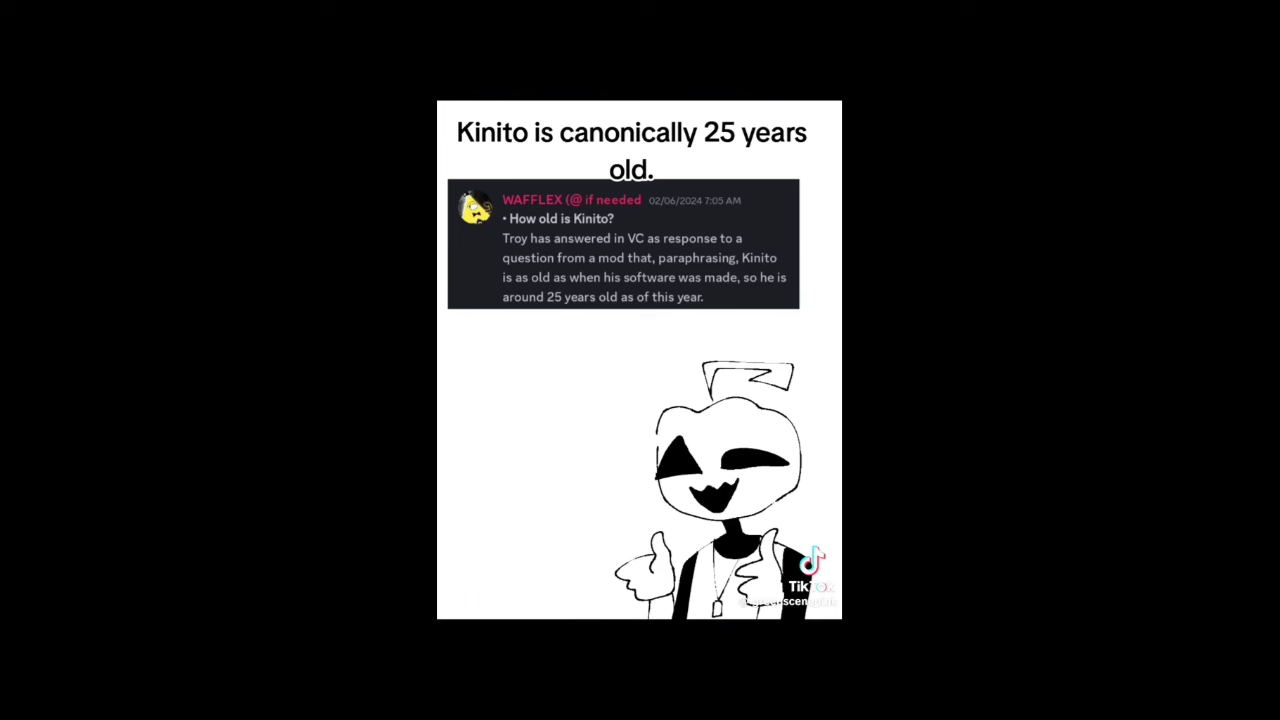 Kinito is canonically 25 years
old.
WAFFLEX (@ if needed 02/06/2024 7:05 AM
• How old is Kinito?
Troy has answered in VC as response to a
question from a mod that, paraphrasing, Kinito
is as old as when his software was made, so he is
around 25 years old as of this year.
TikTok